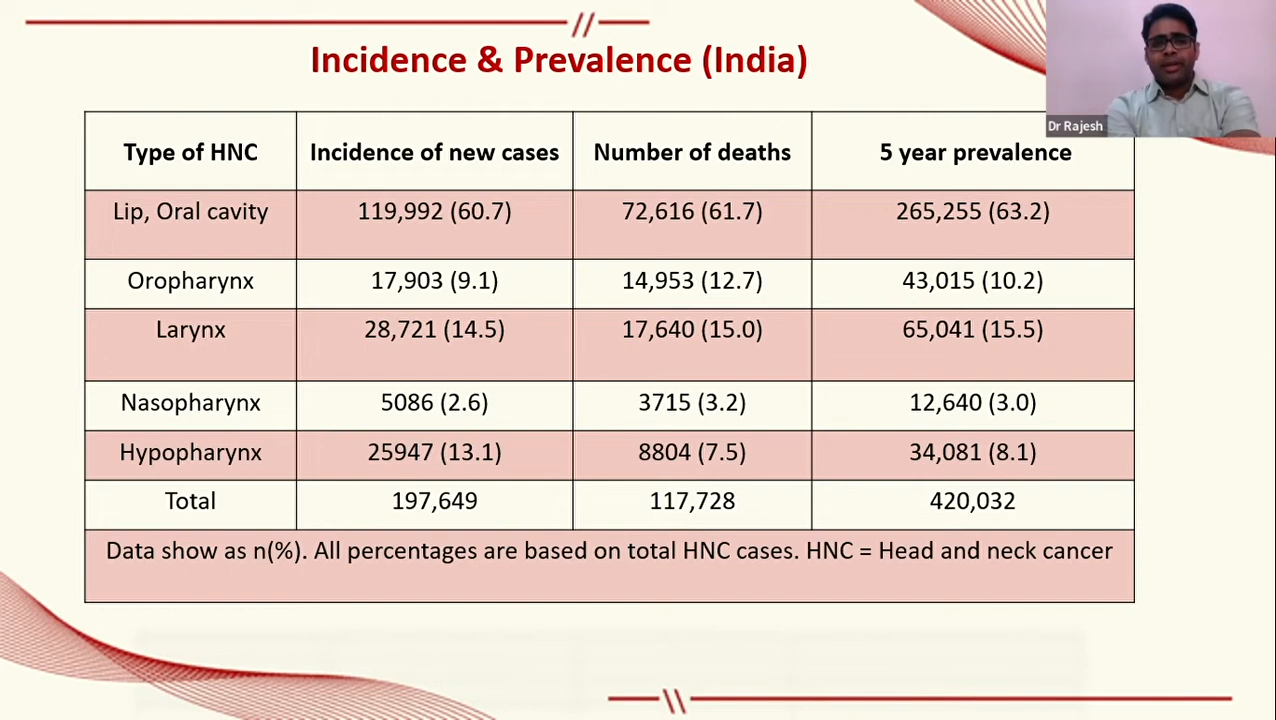 Incidence & Prevalence (India)
Dr Rajesh
Type of HNC Incidence of new cases Number of deaths 5 year prevalence
Lip, Oral cavity 119,992 (60.7) 72,616 (61.7) 265,255 (63.2)
Oropharynx 17,903 (9.1) 14,953 (12.7) 43,015 (10.2)
Larynx 28,721 (14.5) 17,640 (15.0) 65,041 (15.5)
Nasopharynx 5086 (2.6) 3715 (3.2) 12,640 (3.0)
Hypopharynx 25947 (13.1) 8804 (7.5) 34,081 (8.1)
Total 197,649 117,728 420,032
Data show as n(%). All percentages are based on total HNC cases. HNC = Head and neck cancer